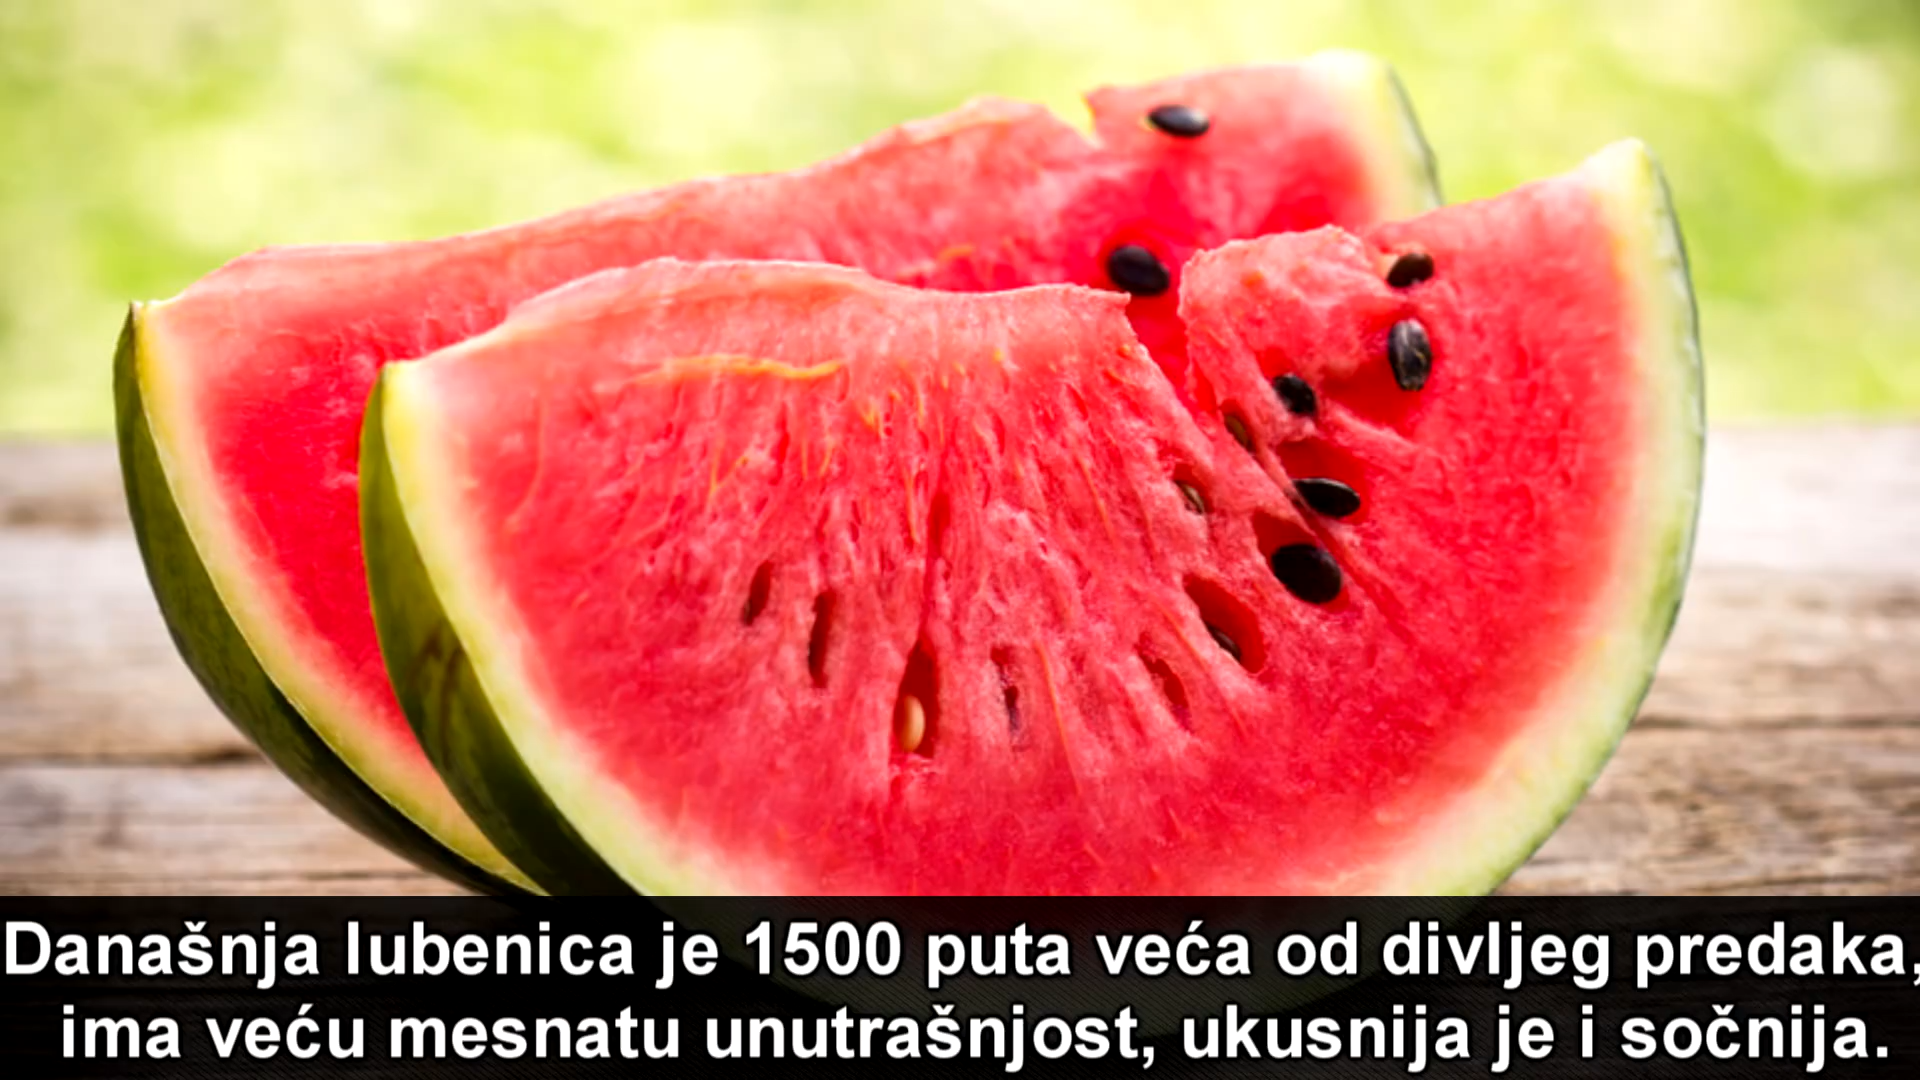 Današnja lubenica je 1500 puta veća od divljeg predaka,
ima veću mesnatu unutrašnjost, ukusnija je i sočnija.